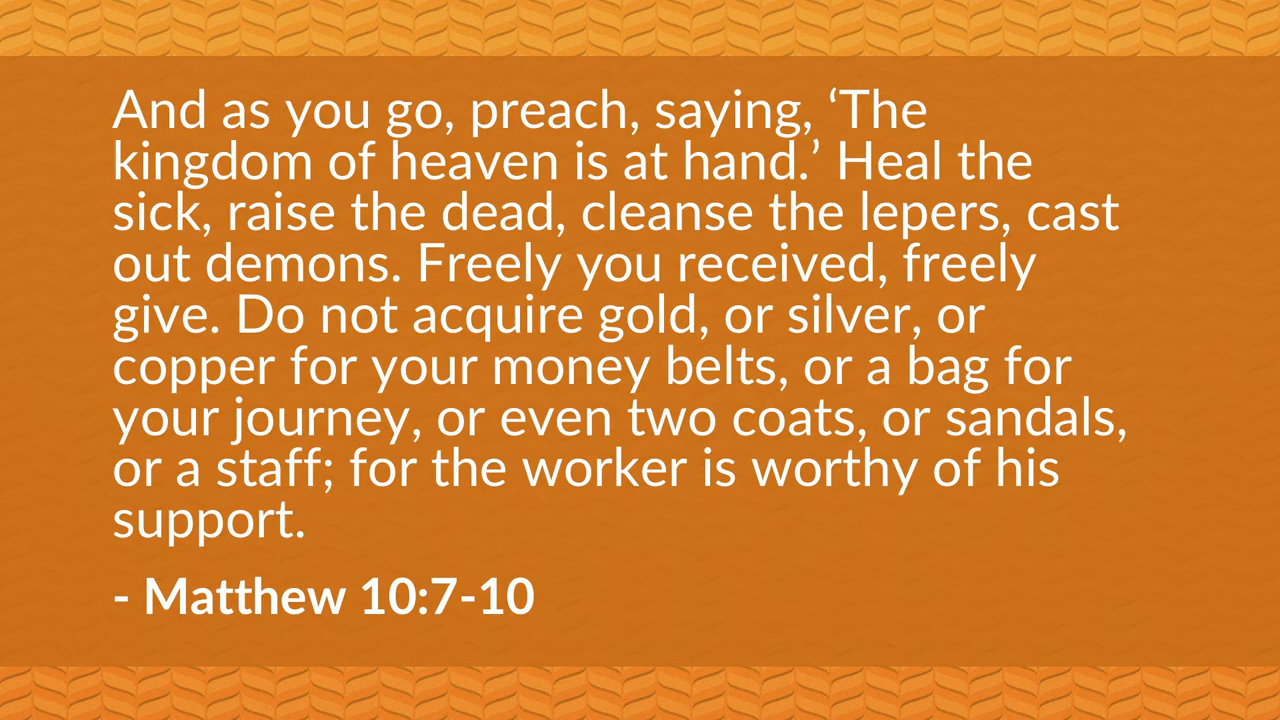 And as you go, preach, saying, ‘The
kingdom of heaven is at hand.’ Heal the
sick, raise the dead, cleanse the lepers, cast
out demons. Freely you received, freely
give. Do not acquire gold, or silver, or
copper for your money belts, or a bag for
your journey, or even two coats, or sandals,
or a staff; for the worker is worthy of his
support.
- Matthew 10:7-10